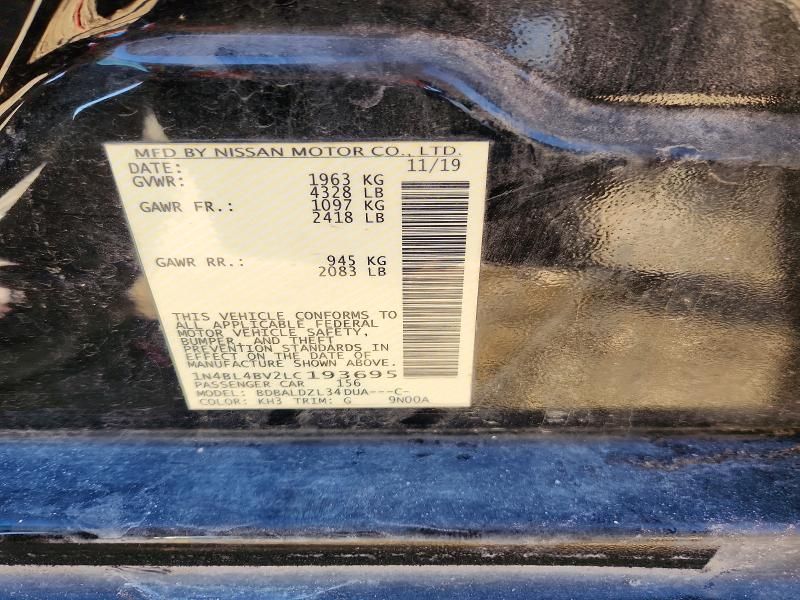 MFD BY NISSAN MOTOR CO., LTD.
DATE: 11/19
GVWR: 1963 KG
4328 LB
GAWR FR.: 1097 KG
2418 LB
GAWR RR.: 945 KG
2083 LB
THIS VEHICLE CONFORMS TO
ALL APPLICABLE FEDERAL
MOTOR VEHICLE SAFETY,
BUMPER, AND THEFT
PREVENTION STANDARDS IN
EFFECT ON THE DATE OF
MANUFACTURE SHOWN ABOVE.
1N4BL4BV2LC193695
PASSENGER CAR 156
MODEL: BDBALDZL34DUA---C-
COLOR: KH3 TRIM: G 9N00A